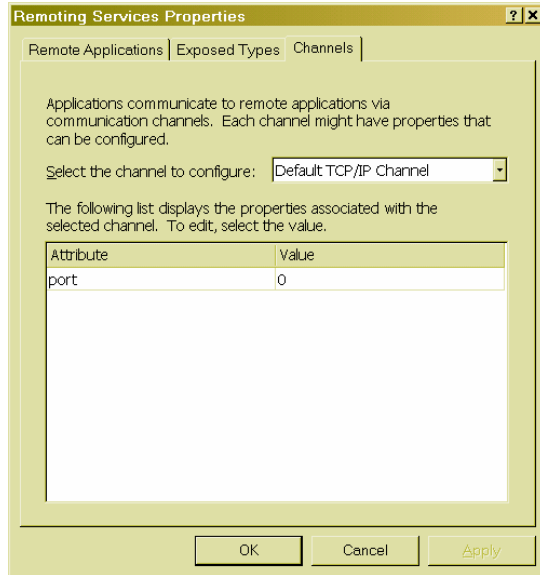 Remoting Services Properties
Remote Applications Exposed Types Channels
Applications communicate to remote applications via
communication channels. Each channel might have properties that
can be configured.
Select the channel to configure: Default TCP/IP Channel
The following list displays the properties associated with the
selected channel. To edit, select the value.
Attribute Value
port 0
OK Cancel Apply